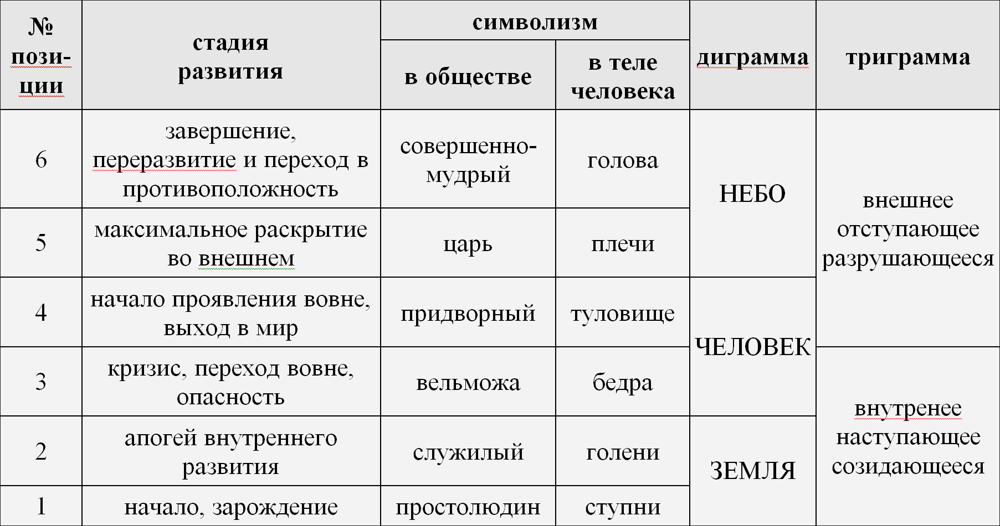 №
пози-
ции
стадия
развития
символизм
в обществе
в теле
человека
диграмма
триграмма
6
завершение,
переразвитие и переход в
противоположность
совершенно-
мудрый
голова
НЕБО
внешнее
отступающее
разрушающееся
5
максимальное раскрытие
во внешнем
царь
плечи
4
начало проявления вовне,
выход в мир
придворный
туловище
ЧЕЛОВЕК
3
кризис, переход вовне,
опасность
вельможа
бедра
внутренее
наступающее
созидающееся
2
апогей внутреннего
развития
служилый
голени
ЗЕМЛЯ
1
начало, зарождение
простолюдин
ступни